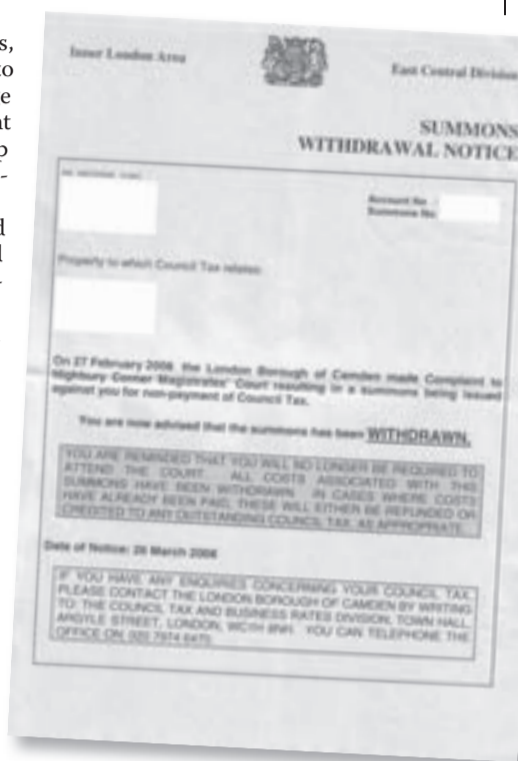 s,
to
e
nt
p
-
d
l
-
Inner London Area
East Central Division
SUMMONS
WITHDRAWAL NOTICE
Account No
Summons No
Property to which Council Tax relates:
On 27 February 2008 the London Borough of Camden made Complaint to
Highbury Corner Magistrates' Court resulting in a summons being issued
against you for non-payment of Council Tax.
You are now advised that the summons has been WITHDRAWN.
YOU ARE REMINDED THAT YOU WILL NO LONGER BE REQUIRED TO
ATTEND THE COURT. ALL COSTS ASSOCIATED WITH THIS
SUMMONS HAVE BEEN WITHDRAWN. IN CASES WHERE COSTS
HAVE ALREADY BEEN PAID, THESE WILL EITHER BE REFUNDED OR
CREDITED TO ANY OUTSTANDING COUNCIL TAX, AS APPROPRIATE.
Date of Notice: 28 March 2008
IF YOU HAVE ANY ENQUIRIES CONCERNING YOUR COUNCIL TAX
PLEASE CONTACT THE LONDON BOROUGH OF CAMDEN BY WRITING
TO: THE COUNCIL TAX AND BUSINESS RATES DIVISION, TOWN HALL,
ARGYLE STREET, LONDON, WC1H 8NR. YOU CAN TELEPHONE THE
OFFICE ON: 020 7974 6470.